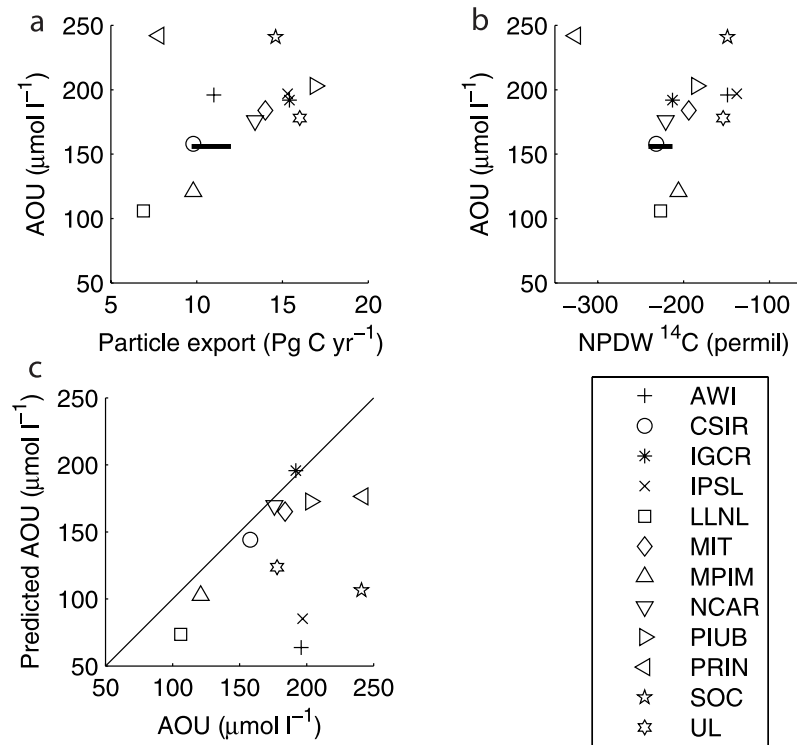 a
b
250
200
150
100
50
AOU (μmol l⁻¹)
5
10
15
20
Particle export (Pg C yr⁻¹)
250
200
150
100
50
AOU (μmol l⁻¹)
−300
−200
−100
NPDW ¹⁴C (permil)
c
250
200
150
100
50
Predicted AOU (μmol l⁻¹)
50
100
150
200
250
AOU (μmol l⁻¹)
AWI
CSIR
IGCR
IPSL
LLNL
MIT
MPIM
NCAR
PIUB
PRIN
SOC
UL